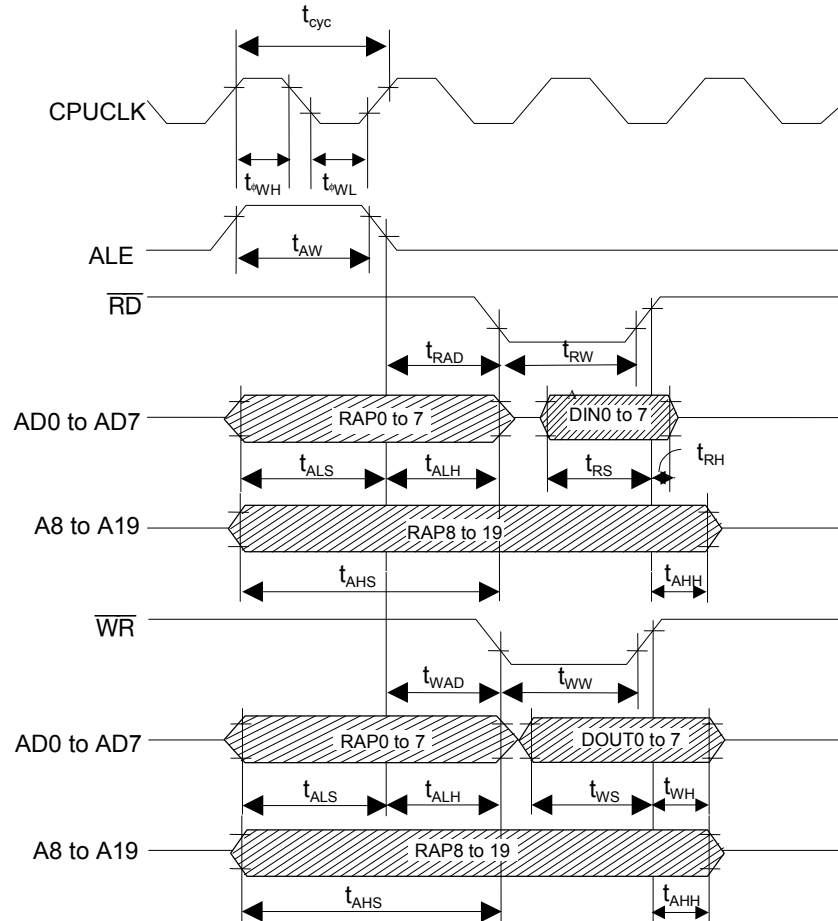 tcyc
CPUCLK
tφWH tφWL
ALE
tAW
RD
tRAD tRW
AD0 to AD7 RAP0 to 7 DIN0 to 7
tALS tALH tRS tRH
A8 to A19 RAP8 to 19
tAHS tAHH
WR
tWAD tWW
AD0 to AD7 RAP0 to 7 DOUT0 to 7
tALS tALH tWS tWH
A8 to A19 RAP8 to 19
tAHS tAHH